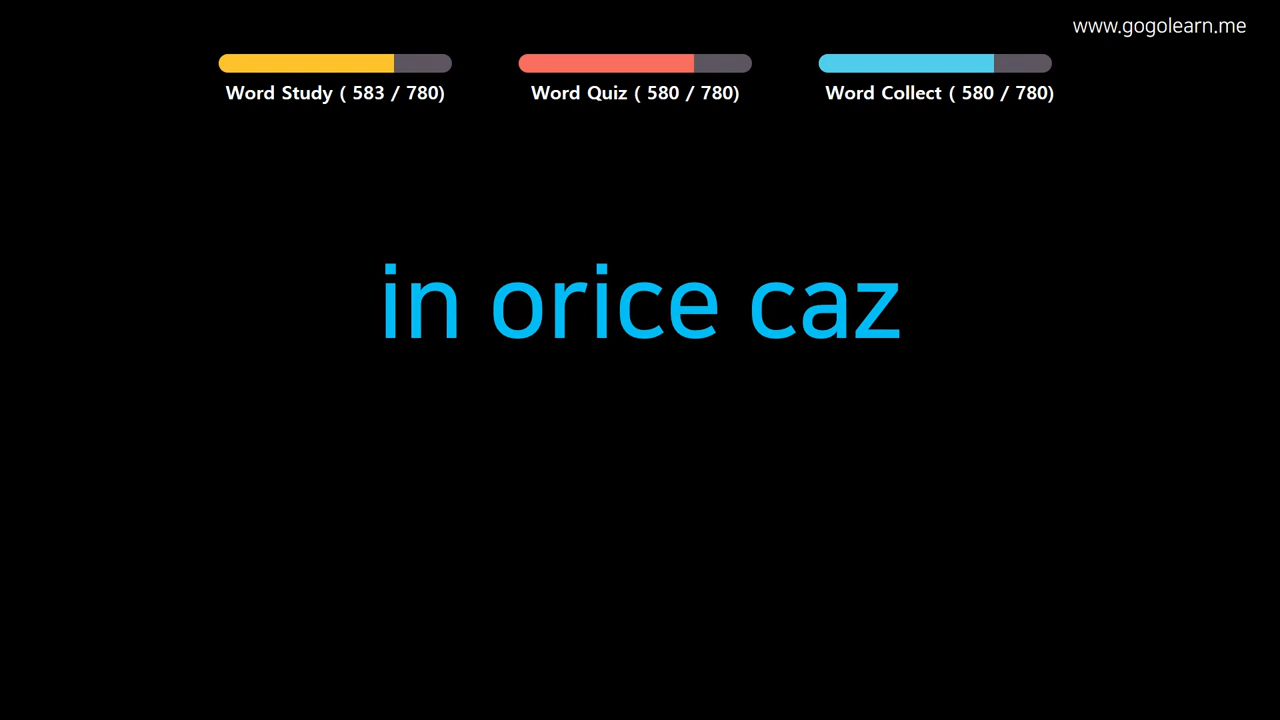 www.gogolearn.me
Word Study ( 583 / 780)
Word Quiz ( 580 / 780)
Word Collect ( 580 / 780)
in orice caz